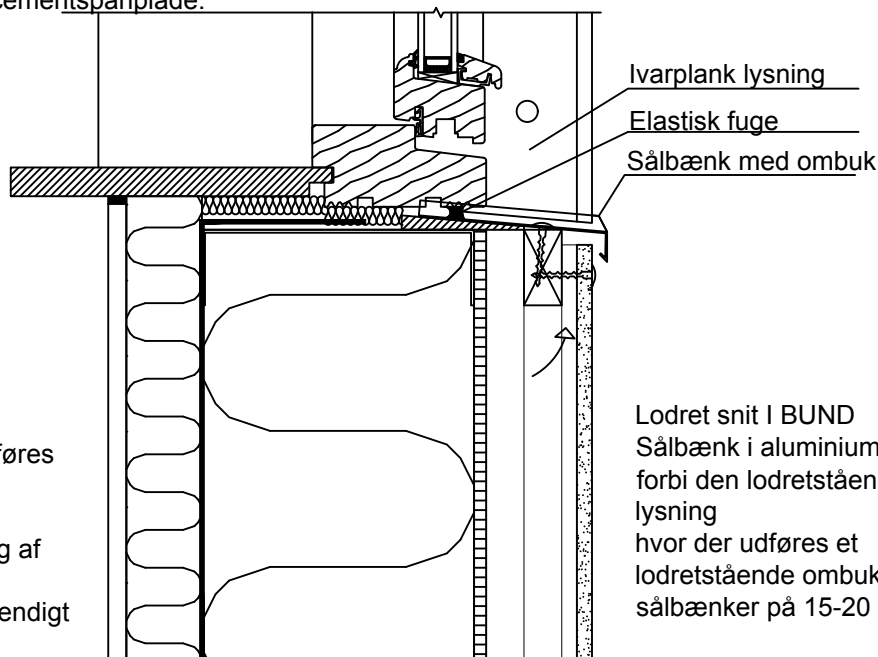 cementspånplade.
Ivarplank lysning
Elastisk fuge
Sålbænk med ombuk
Lodret snit I BUND
Sålbænk i aluminium
forbi den lodretståen
lysning
hvor der udføres et
lodretstående ombuk
sålbænker på 15-20
føres
g af
endigt